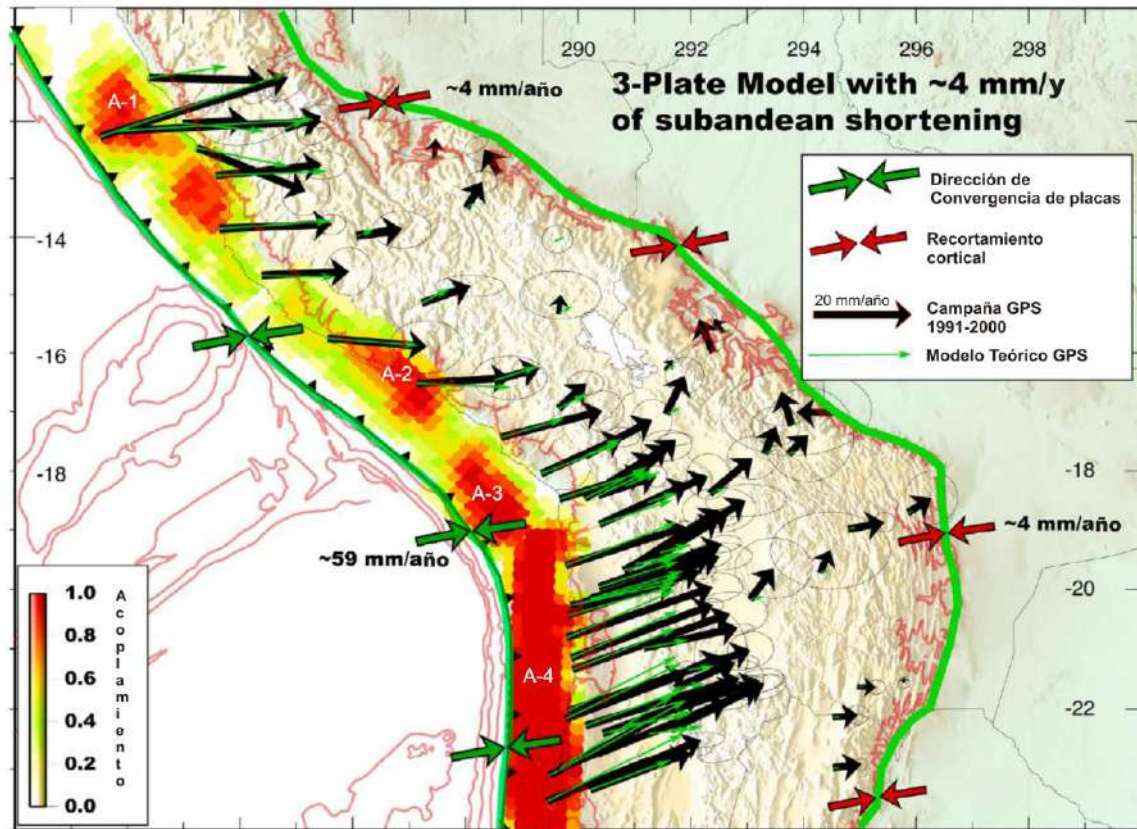 290 292 294 296 298
3-Plate Model with ~4 mm/y
of subandean shortening
~4 mm/año
A-1
Dirección de
Convergencia de placas
Recortamiento
cortical
20 mm/año
Campaña GPS
1991-2000
Modelo Teórico GPS
-14
-16
A-2
-18
-18
A-3
~4 mm/año
~59 mm/año
-20
A-4
-22
1.0
0.8
0.6
0.4
0.2
0.0
Acoplamiento